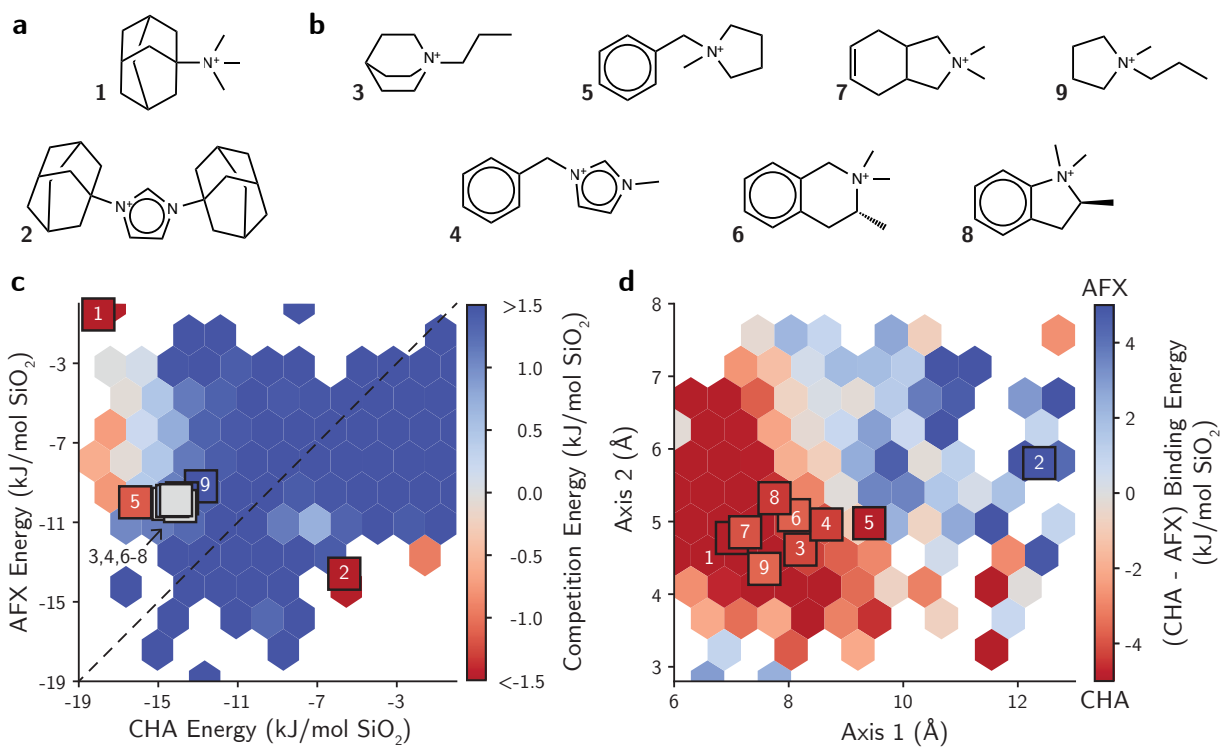 a
b
N⁺
1
N⁺
3
N⁺
5
N⁺
7
N⁺
9
N⁺
N
2
N⁺
N
4
N⁺
6
N⁺
8
c
1
5
9
3,4,6-8
2
-3
-7
-11
-15
-19
AFX Energy (kJ/mol SiO₂)
-19
-15
-11
-7
-3
CHA Energy (kJ/mol SiO₂)
>1.5
1.0
0.5
0.0
-0.5
-1.0
<-1.5
Competition Energy (kJ/mol SiO₂)
d
8
7
6
5
4
3
Axis 2 (Å)
2
8
6
5
7
4
1
3
9
6
8
10
12
Axis 1 (Å)
AFX
4
2
0
-2
-4
CHA
(CHA - AFX) Binding Energy
(kJ/mol SiO₂)